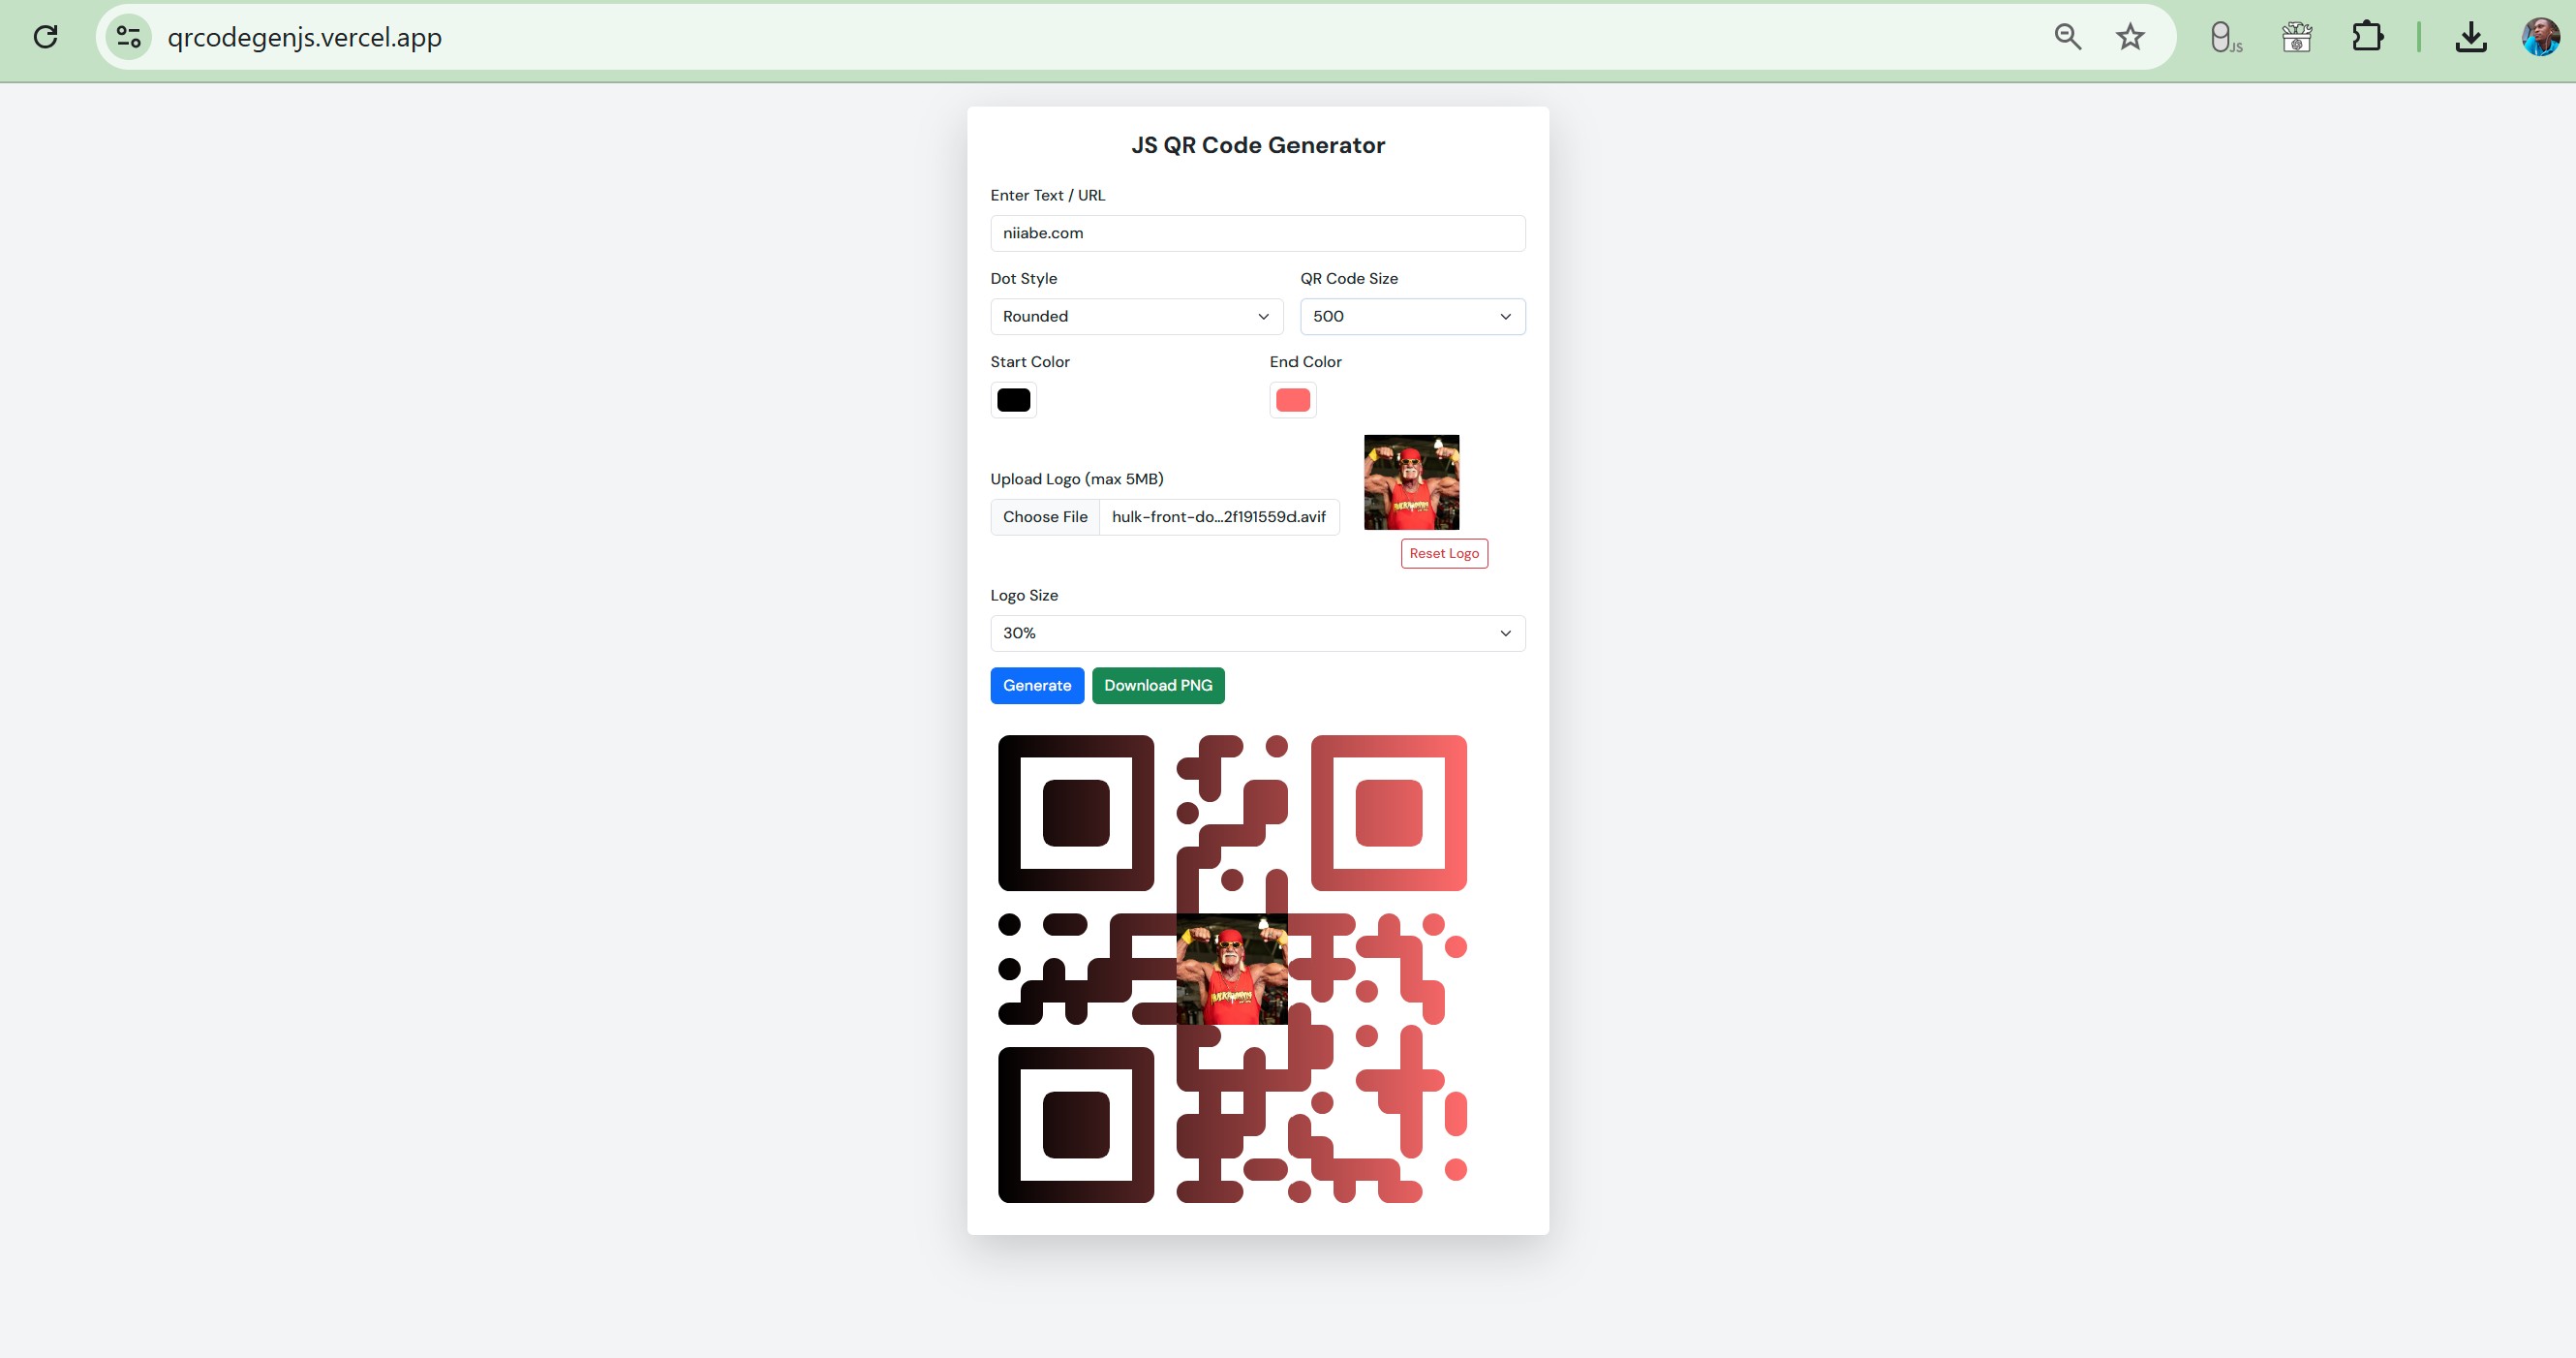 qrcodegenjs.vercel.app
JS
JS QR Code Generator
Enter Text / URL
niiabe.com
Dot Style
QR Code Size
Rounded
500
Start Color
End Color
Upload Logo (max 5MB)
Choose File
hulk-front-do...2f191559d.avif
Reset Logo
Logo Size
30%
Generate
Download PNG